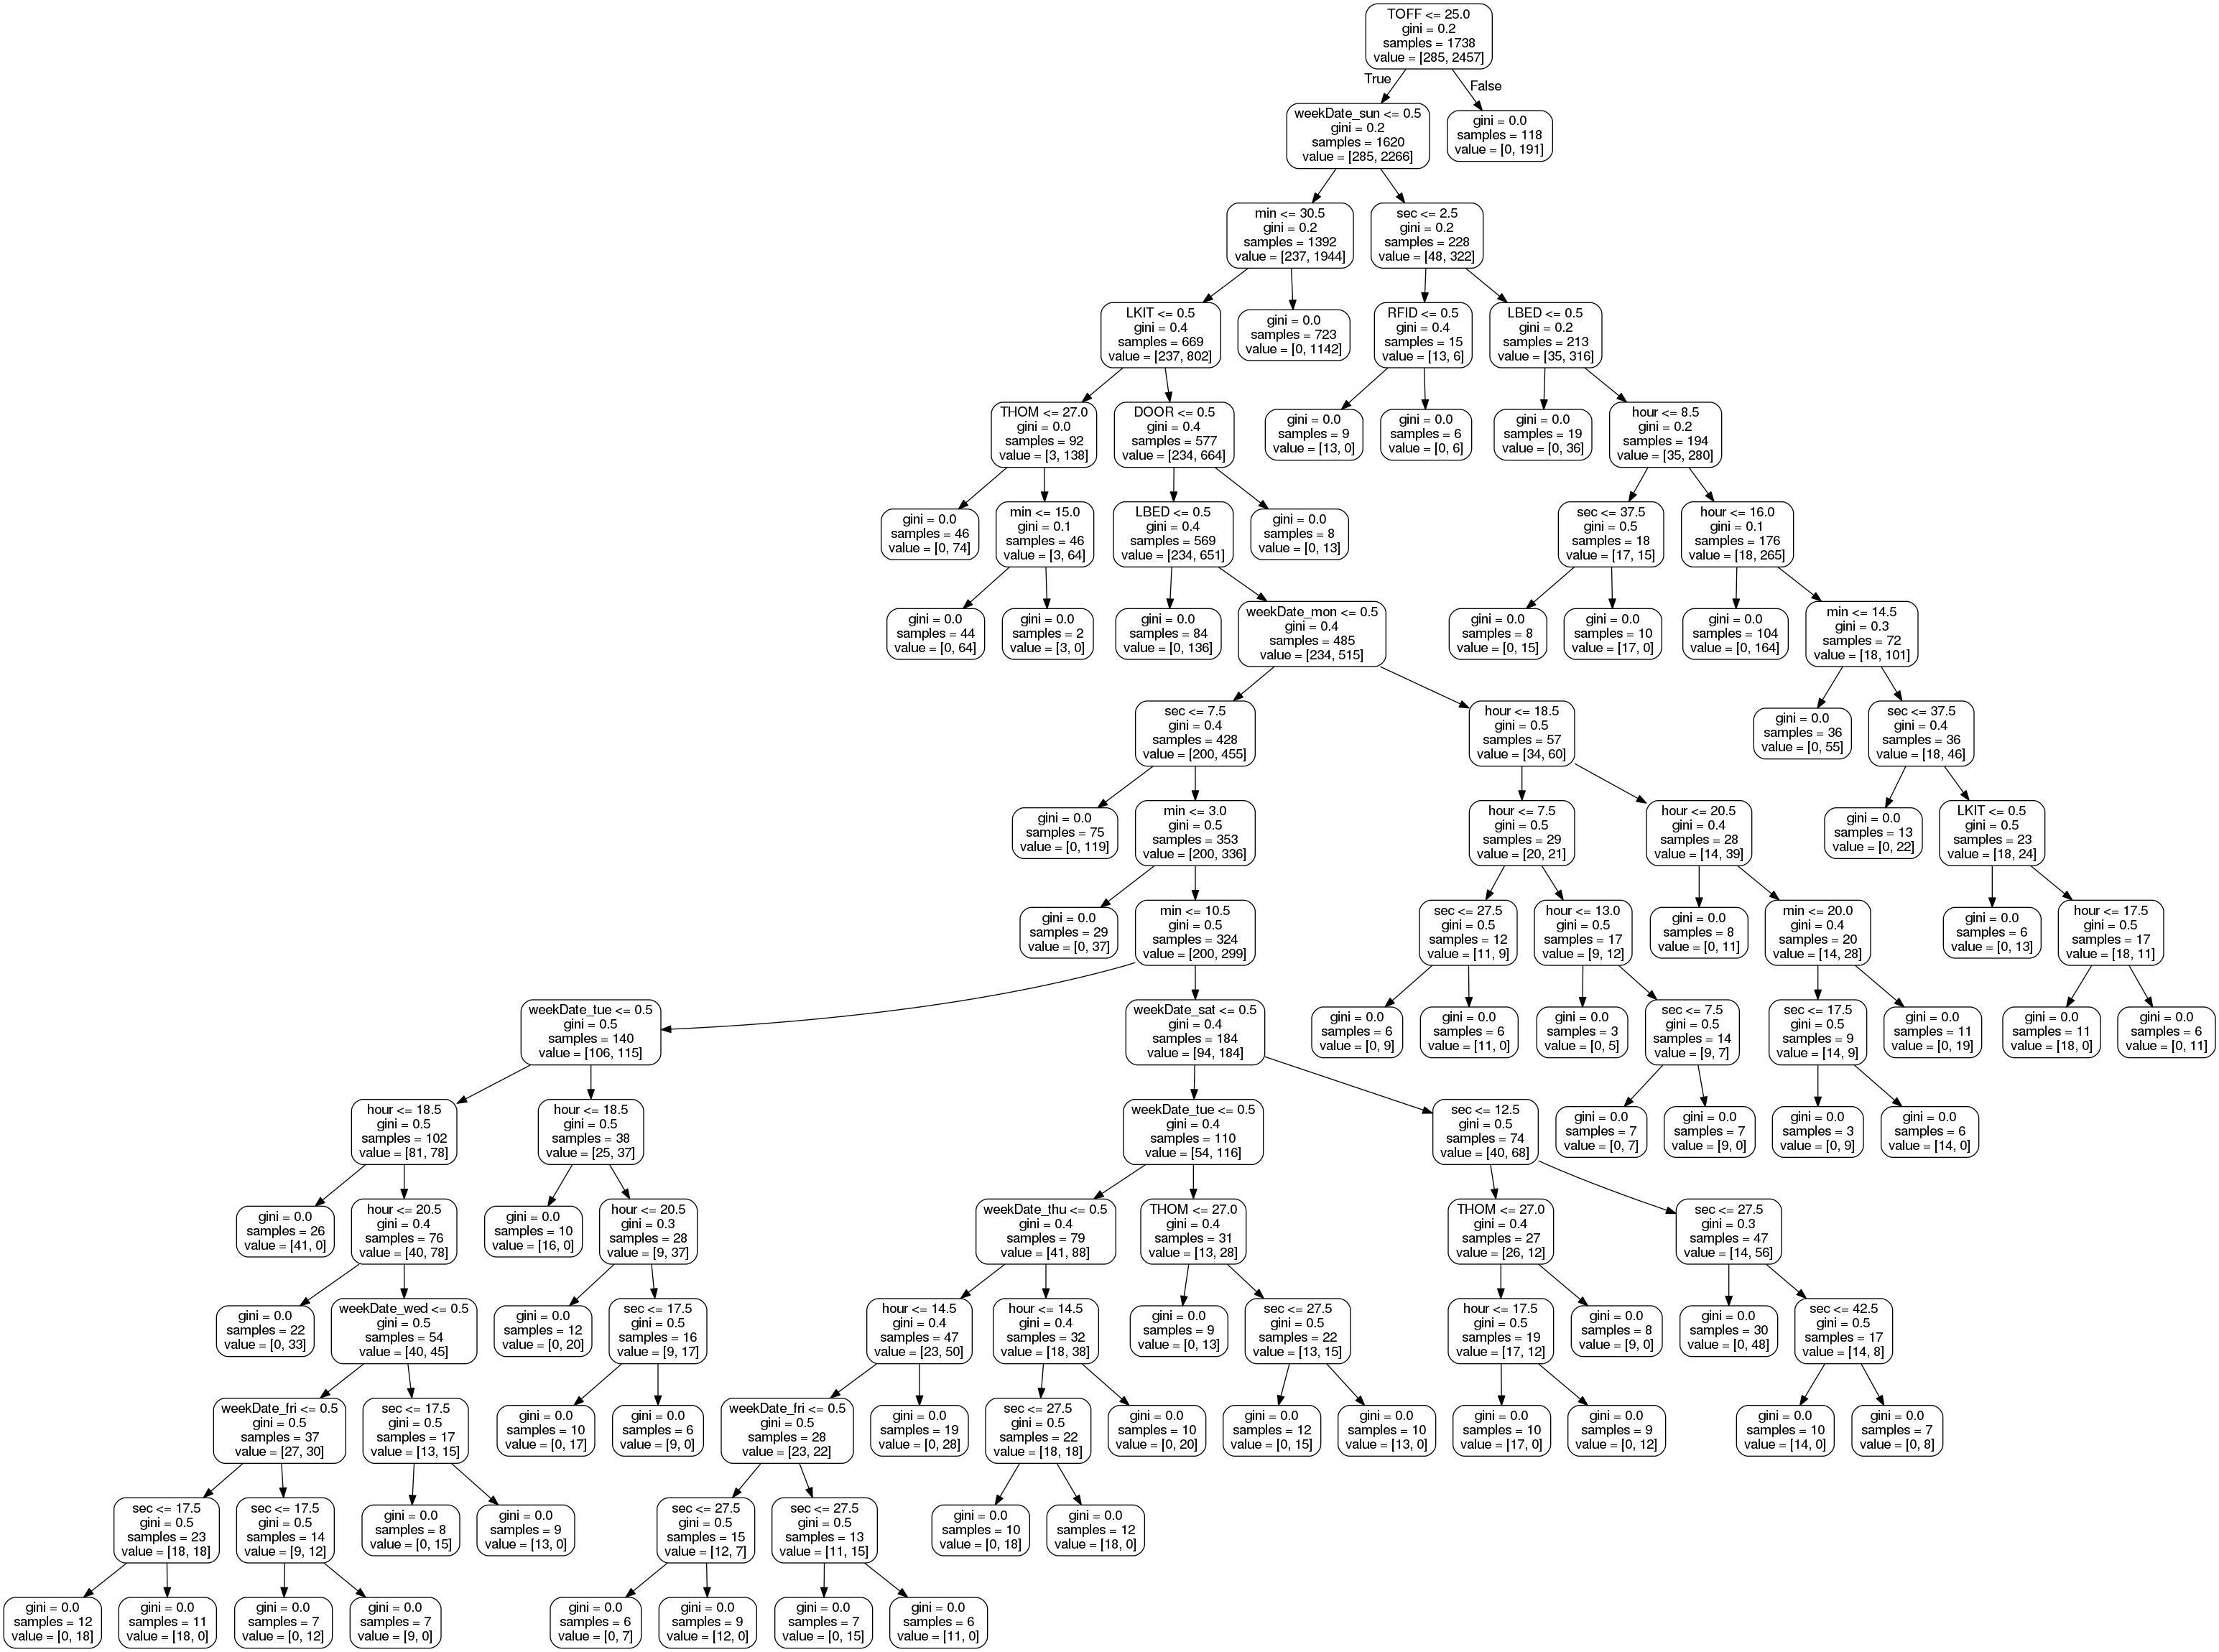 TOFF <= 25.0
gini = 0.2
samples = 1738
value = [285, 2457]
True
False
weekDate_sun <= 0.5
gini = 0.2
samples = 1620
value = [285, 2266]
gini = 0.0
samples = 118
value = [0, 191]
min <= 30.5
gini = 0.2
samples = 1392
value = [237, 1944]
sec <= 2.5
gini = 0.2
samples = 228
value = [48, 322]
LKIT <= 0.5
gini = 0.4
samples = 669
value = [237, 802]
gini = 0.0
samples = 723
value = [0, 1142]
RFID <= 0.5
gini = 0.4
samples = 15
value = [13, 6]
LBED <= 0.5
gini = 0.2
samples = 213
value = [35, 316]
THOM <= 27.0
gini = 0.0
samples = 92
value = [3, 138]
DOOR <= 0.5
gini = 0.4
samples = 577
value = [234, 664]
gini = 0.0
samples = 9
value = [13, 0]
gini = 0.0
samples = 6
value = [0, 6]
gini = 0.0
samples = 19
value = [0, 36]
hour <= 8.5
gini = 0.2
samples = 194
value = [35, 280]
gini = 0.0
samples = 46
value = [0, 74]
min <= 15.0
gini = 0.1
samples = 46
value = [3, 64]
LBED <= 0.5
gini = 0.4
samples = 569
value = [234, 651]
gini = 0.0
samples = 8
value = [0, 13]
sec <= 37.5
gini = 0.5
samples = 18
value = [17, 15]
hour <= 16.0
gini = 0.1
samples = 176
value = [18, 265]
gini = 0.0
samples = 44
value = [0, 64]
gini = 0.0
samples = 2
value = [3, 0]
gini = 0.0
samples = 84
value = [0, 136]
weekDate_mon <= 0.5
gini = 0.4
samples = 485
value = [234, 515]
gini = 0.0
samples = 8
value = [0, 15]
gini = 0.0
samples = 10
value = [17, 0]
gini = 0.0
samples = 104
value = [0, 164]
min <= 14.5
gini = 0.3
samples = 72
value = [18, 101]
sec <= 7.5
gini = 0.4
samples = 428
value = [200, 455]
hour <= 18.5
gini = 0.5
samples = 57
value = [34, 60]
gini = 0.0
samples = 36
value = [0, 55]
sec <= 37.5
gini = 0.4
samples = 36
value = [18, 46]
gini = 0.0
samples = 75
value = [0, 119]
min <= 3.0
gini = 0.5
samples = 353
value = [200, 336]
hour <= 7.5
gini = 0.5
samples = 29
value = [20, 21]
hour <= 20.5
gini = 0.4
samples = 28
value = [14, 39]
gini = 0.0
samples = 13
value = [0, 22]
LKIT <= 0.5
gini = 0.5
samples = 23
value = [18, 24]
gini = 0.0
samples = 29
value = [0, 37]
min <= 10.5
gini = 0.5
samples = 324
value = [200, 299]
sec <= 27.5
gini = 0.5
samples = 12
value = [11, 9]
hour <= 13.0
gini = 0.5
samples = 17
value = [9, 12]
gini = 0.0
samples = 8
value = [0, 11]
min <= 20.0
gini = 0.4
samples = 20
value = [14, 28]
gini = 0.0
samples = 6
value = [0, 13]
hour <= 17.5
gini = 0.5
samples = 17
value = [18, 11]
weekDate_tue <= 0.5
gini = 0.5
samples = 140
value = [106, 115]
weekDate_sat <= 0.5
gini = 0.4
samples = 184
value = [94, 184]
gini = 0.0
samples = 6
value = [0, 9]
gini = 0.0
samples = 6
value = [11, 0]
gini = 0.0
samples = 3
value = [0, 5]
sec <= 7.5
gini = 0.5
samples = 14
value = [9, 7]
sec <= 17.5
gini = 0.5
samples = 9
value = [14, 9]
gini = 0.0
samples = 11
value = [0, 19]
gini = 0.0
samples = 11
value = [18, 0]
gini = 0.0
samples = 6
value = [0, 11]
hour <= 18.5
gini = 0.5
samples = 102
value = [81, 78]
hour <= 18.5
gini = 0.5
samples = 38
value = [25, 37]
weekDate_tue <= 0.5
gini = 0.4
samples = 110
value = [54, 116]
sec <= 12.5
gini = 0.5
samples = 74
value = [40, 68]
gini = 0.0
samples = 7
value = [0, 7]
gini = 0.0
samples = 7
value = [9, 0]
gini = 0.0
samples = 3
value = [0, 9]
gini = 0.0
samples = 6
value = [14, 0]
gini = 0.0
samples = 26
value = [41, 0]
hour <= 20.5
gini = 0.4
samples = 76
value = [40, 78]
gini = 0.0
samples = 10
value = [16, 0]
hour <= 20.5
gini = 0.3
samples = 28
value = [9, 37]
weekDate_thu <= 0.5
gini = 0.4
samples = 79
value = [41, 88]
THOM <= 27.0
gini = 0.4
samples = 31
value = [13, 28]
THOM <= 27.0
gini = 0.4
samples = 27
value = [26, 12]
sec <= 27.5
gini = 0.3
samples = 47
value = [14, 56]
gini = 0.0
samples = 22
value = [0, 33]
weekDate_wed <= 0.5
gini = 0.5
samples = 54
value = [40, 45]
gini = 0.0
samples = 12
value = [0, 20]
sec <= 17.5
gini = 0.5
samples = 16
value = [9, 17]
hour <= 14.5
gini = 0.4
samples = 47
value = [23, 50]
hour <= 14.5
gini = 0.4
samples = 32
value = [18, 38]
gini = 0.0
samples = 9
value = [0, 13]
sec <= 27.5
gini = 0.5
samples = 22
value = [13, 15]
hour <= 17.5
gini = 0.5
samples = 19
value = [17, 12]
gini = 0.0
samples = 8
value = [9, 0]
gini = 0.0
samples = 30
value = [0, 48]
sec <= 42.5
gini = 0.5
samples = 17
value = [14, 8]
weekDate_fri <= 0.5
gini = 0.5
samples = 37
value = [27, 30]
sec <= 17.5
gini = 0.5
samples = 17
value = [13, 15]
gini = 0.0
samples = 10
value = [0, 17]
gini = 0.0
samples = 6
value = [9, 0]
weekDate_fri <= 0.5
gini = 0.5
samples = 28
value = [23, 22]
gini = 0.0
samples = 19
value = [0, 28]
sec <= 27.5
gini = 0.5
samples = 22
value = [18, 18]
gini = 0.0
samples = 10
value = [0, 20]
gini = 0.0
samples = 12
value = [0, 15]
gini = 0.0
samples = 10
value = [13, 0]
gini = 0.0
samples = 10
value = [17, 0]
gini = 0.0
samples = 9
value = [0, 12]
gini = 0.0
samples = 10
value = [14, 0]
gini = 0.0
samples = 7
value = [0, 8]
sec <= 17.5
gini = 0.5
samples = 23
value = [18, 18]
sec <= 17.5
gini = 0.5
samples = 14
value = [9, 12]
gini = 0.0
samples = 8
value = [0, 15]
gini = 0.0
samples = 9
value = [13, 0]
sec <= 27.5
gini = 0.5
samples = 15
value = [12, 7]
sec <= 27.5
gini = 0.5
samples = 13
value = [11, 15]
gini = 0.0
samples = 10
value = [0, 18]
gini = 0.0
samples = 12
value = [18, 0]
gini = 0.0
samples = 12
value = [0, 18]
gini = 0.0
samples = 11
value = [18, 0]
gini = 0.0
samples = 7
value = [0, 12]
gini = 0.0
samples = 7
value = [9, 0]
gini = 0.0
samples = 6
value = [0, 7]
gini = 0.0
samples = 9
value = [12, 0]
gini = 0.0
samples = 7
value = [0, 15]
gini = 0.0
samples = 6
value = [11, 0]